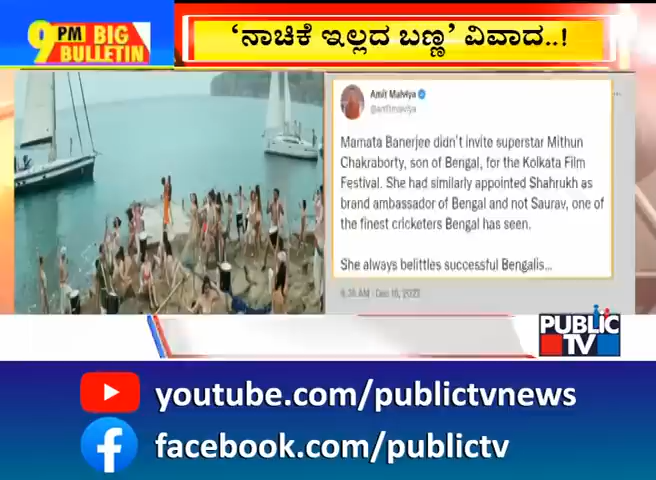 9 PM BIG BULLETIN
‘ನಾಚಿಕೆ ಇಲ್ಲದ ಬಣ್ಣ’ ವಿವಾದ..!
Amit Malviya
@amitmalviya
Mamata Banerjee didn't invite superstar Mithun
Chakraborty, son of Bengal, for the Kolkata Film
Festival. She had similarly appointed Shahrukh as
brand ambassador of Bengal and not Saurav, one of
the finest cricketers Bengal has seen.
She always belittles successful Bengalis...
PUBLIC
TV
youtube.com/publictvnews
facebook.com/publictv